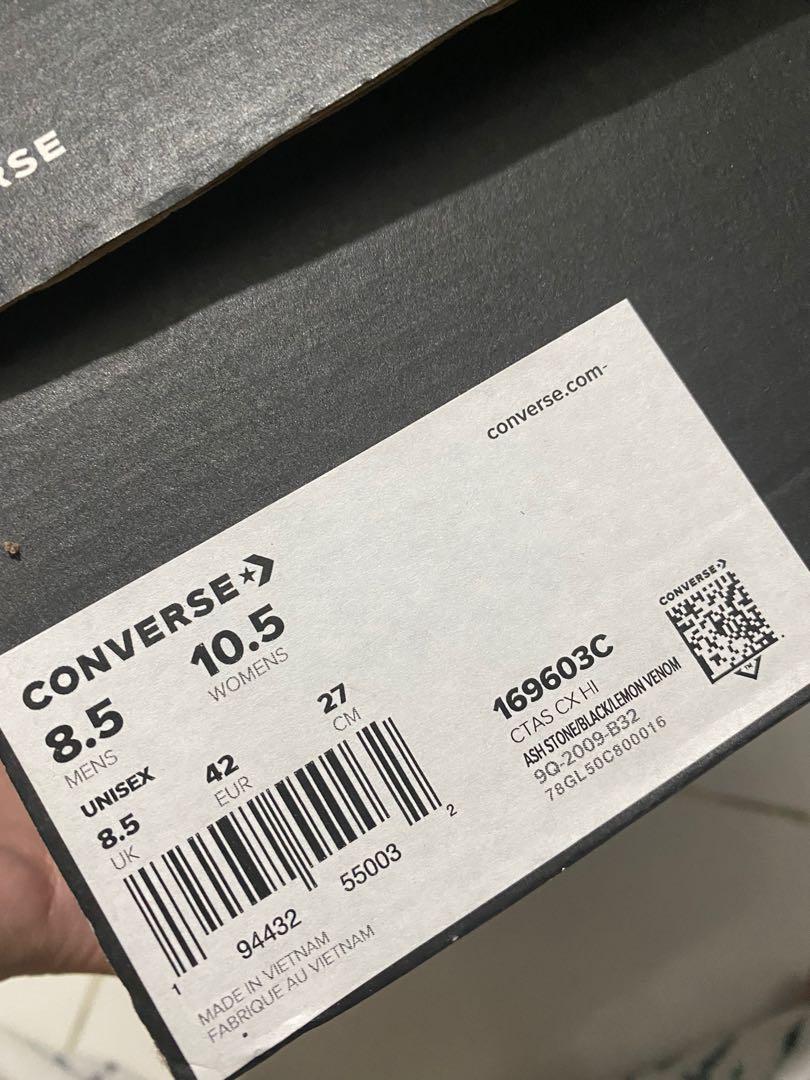 RSE
converse.com
CONVERSE
8.5 10.5
MENS WOMENS
UNISEX
8.5 42 27
UK EUR CM
1 94432 55003 2
MADE IN VIETNAM
FABRIQUE AU VIETNAM
CONVERSE
169603C
CTAS CX HI
ASH STONE/BLACK/LEMON VENOM
9Q-2009-B32
78GL50C800016